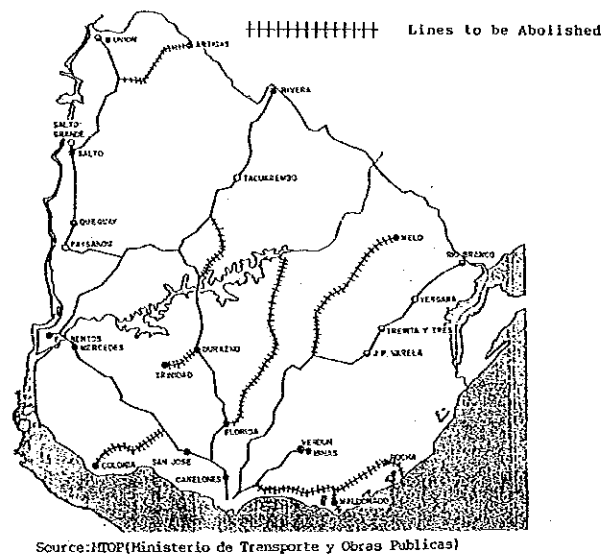 Lines to be Abolished
UNION
ARTIGAS
RIVERA
SALTO
GRANDE
SALTO
TACUAREMBO
QUEGUAY
PAYSANDU
MELO
RIO BRANCO
VERGARA
TREINTA Y TRES
J.P. VARELA
MERCEDES
DURAZNO
TRINIDAD
FLORIDA
VERDUN
MINAS
ROCHA
COLONIA
SAN JOSE
CANELONES
MALDONADO
Source:MTOP(Ministerio de Transporte y Obras Publicas)